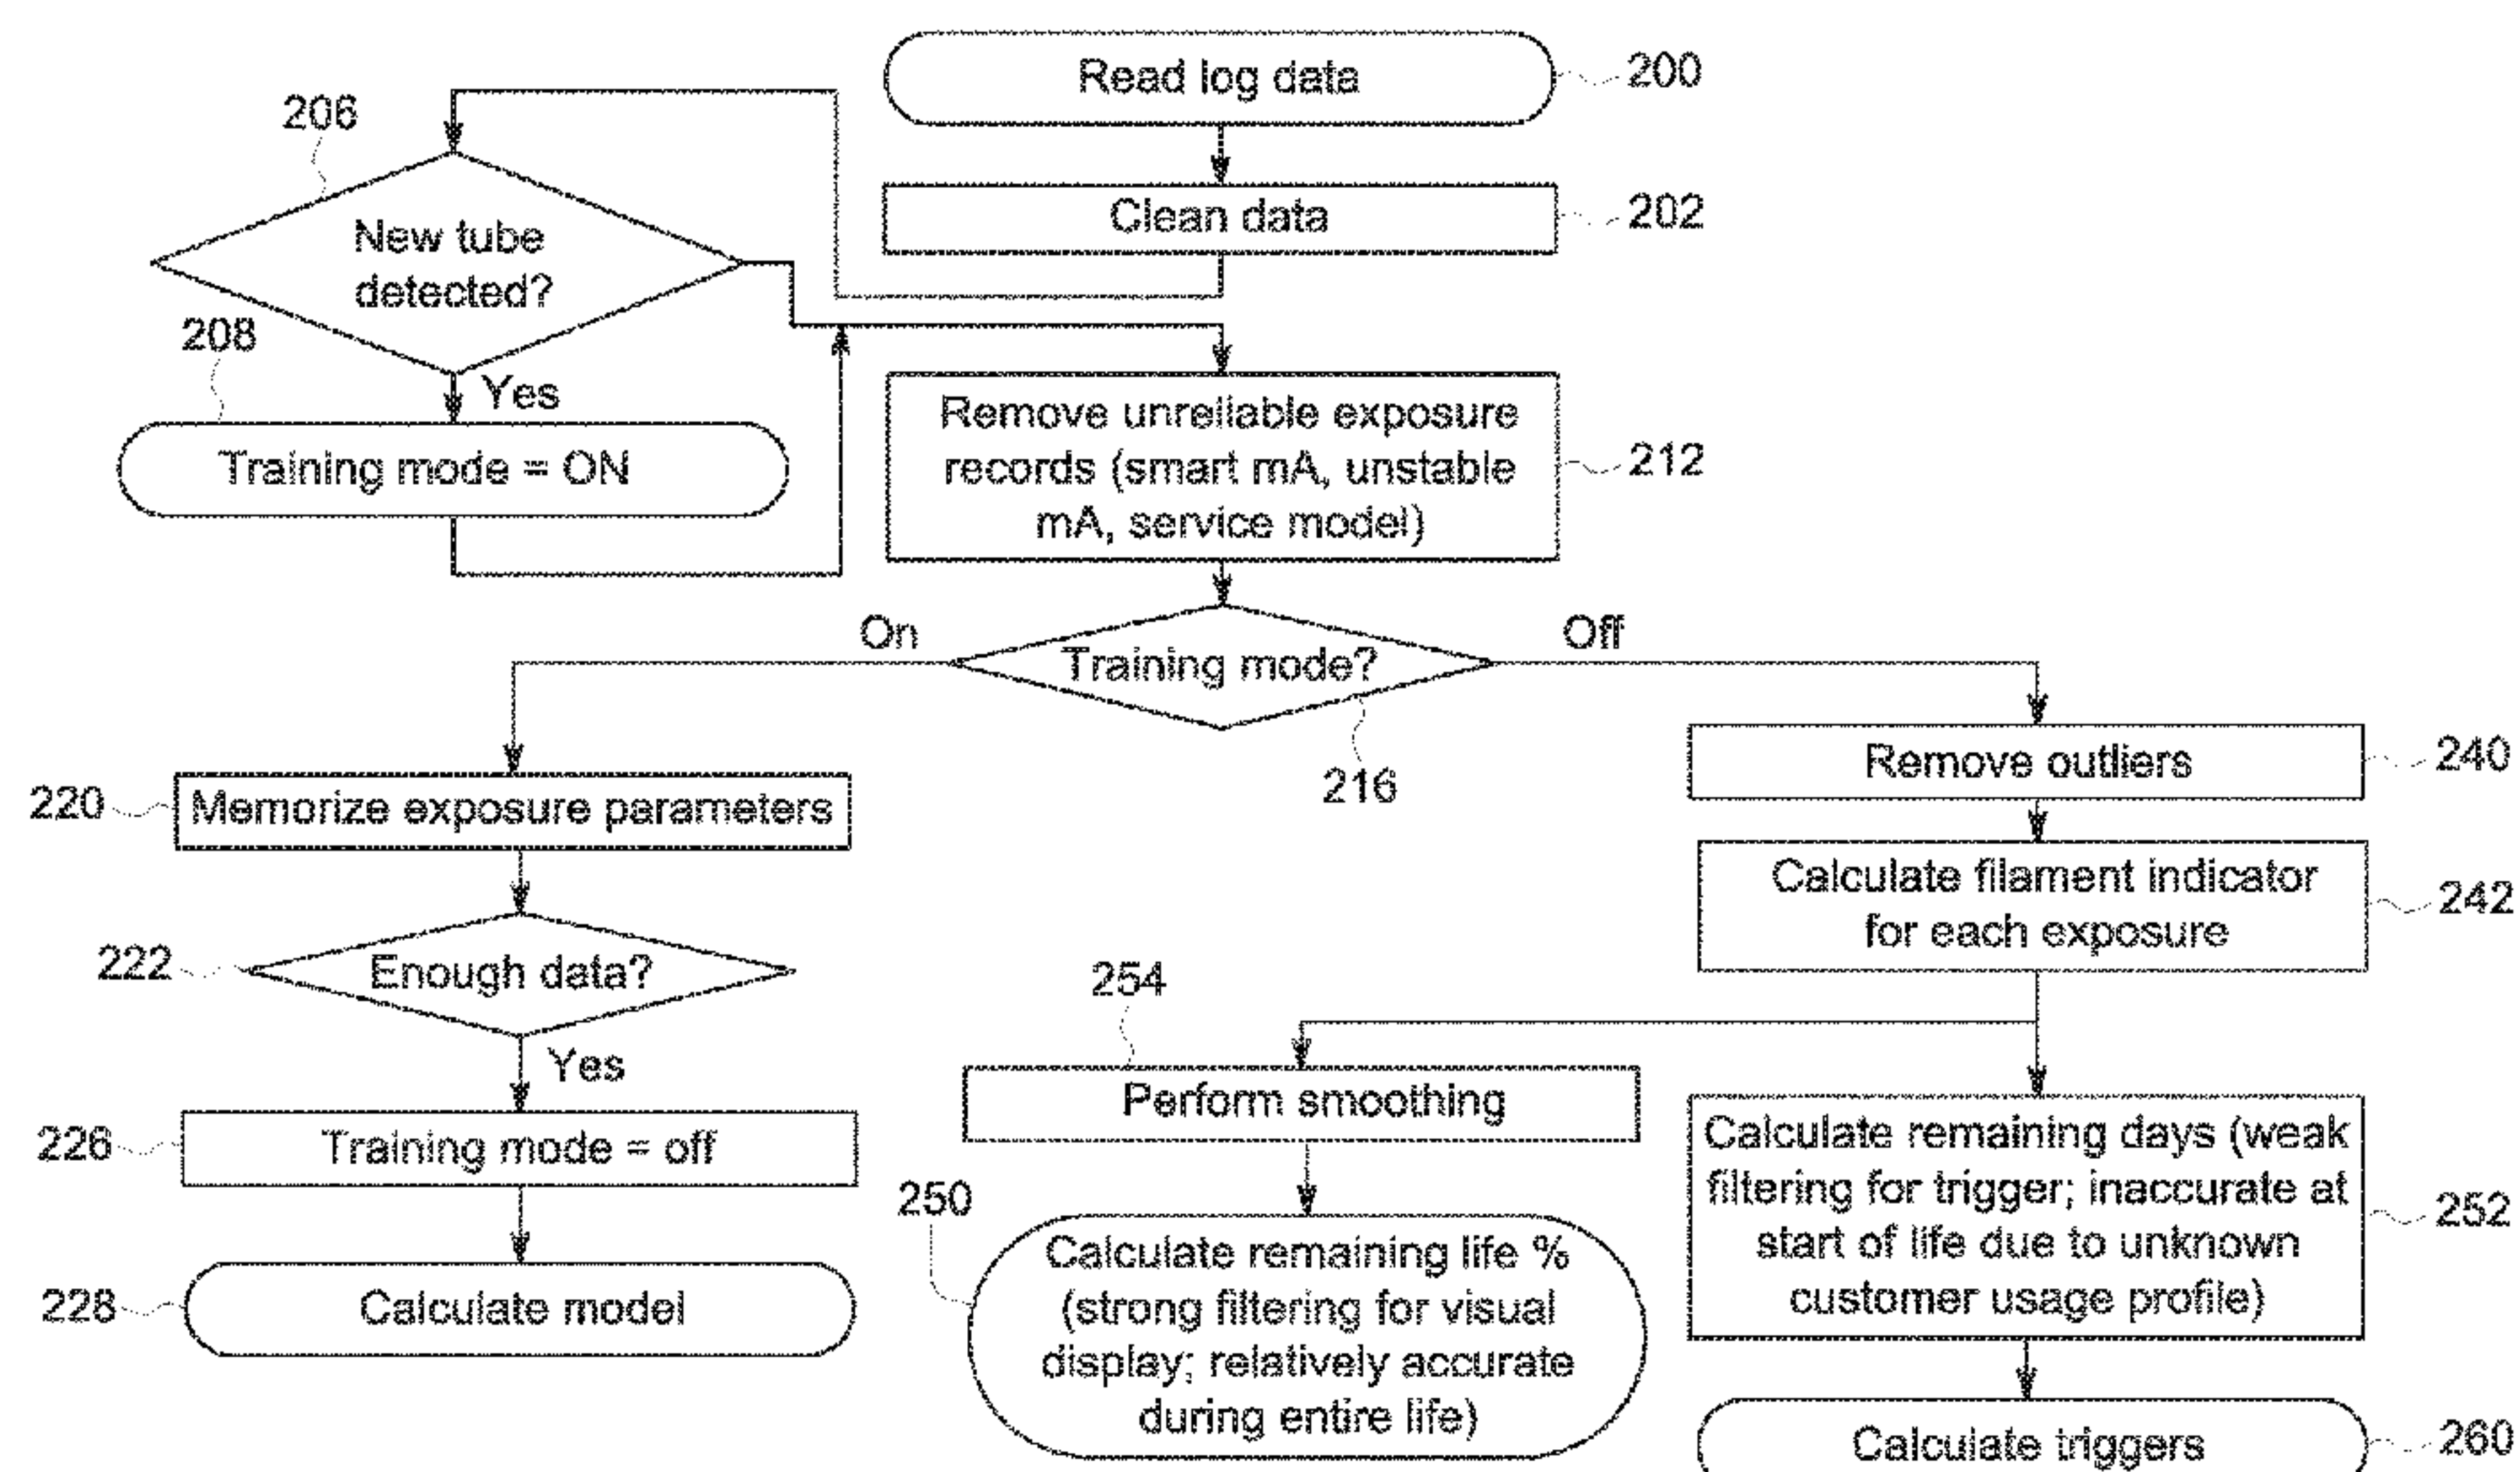 Read log data
200
Clean data
202
206
New tube
detected?
208
Yes
Training mode = ON
Remove unreliable exposure
records (smart mA, unstable
mA, service model)
212
On
Training mode?
Off
216
220
Memorize exposure parameters
222
Enough data?
Yes
226
Training mode = off
228
Calculate model
Remove outliers
240
Calculate filament indicator
for each exposure
242
254
Perform smoothing
250
Calculate remaining life %
(strong filtering for visual
display; relatively accurate
during entire life)
Calculate remaining days (weak
filtering for trigger; inaccurate at
start of life due to unknown
customer usage profile)
252
Calculate triggers
260